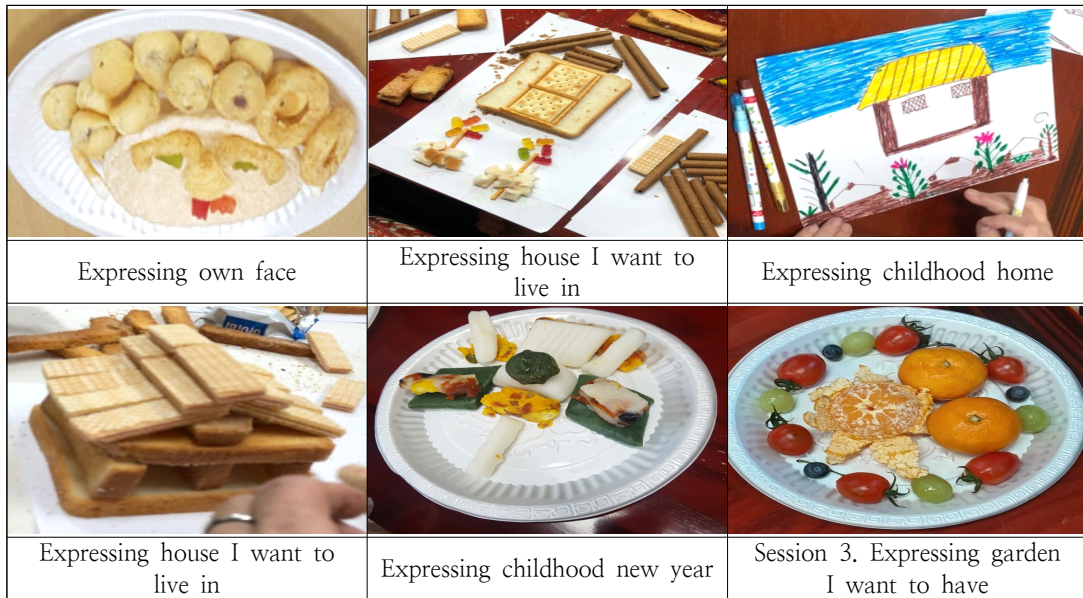 Expressing own face
Expressing house I want to
live in
Expressing childhood home
Expressing house I want to
live in
Expressing childhood new year
Session 3. Expressing garden
I want to have